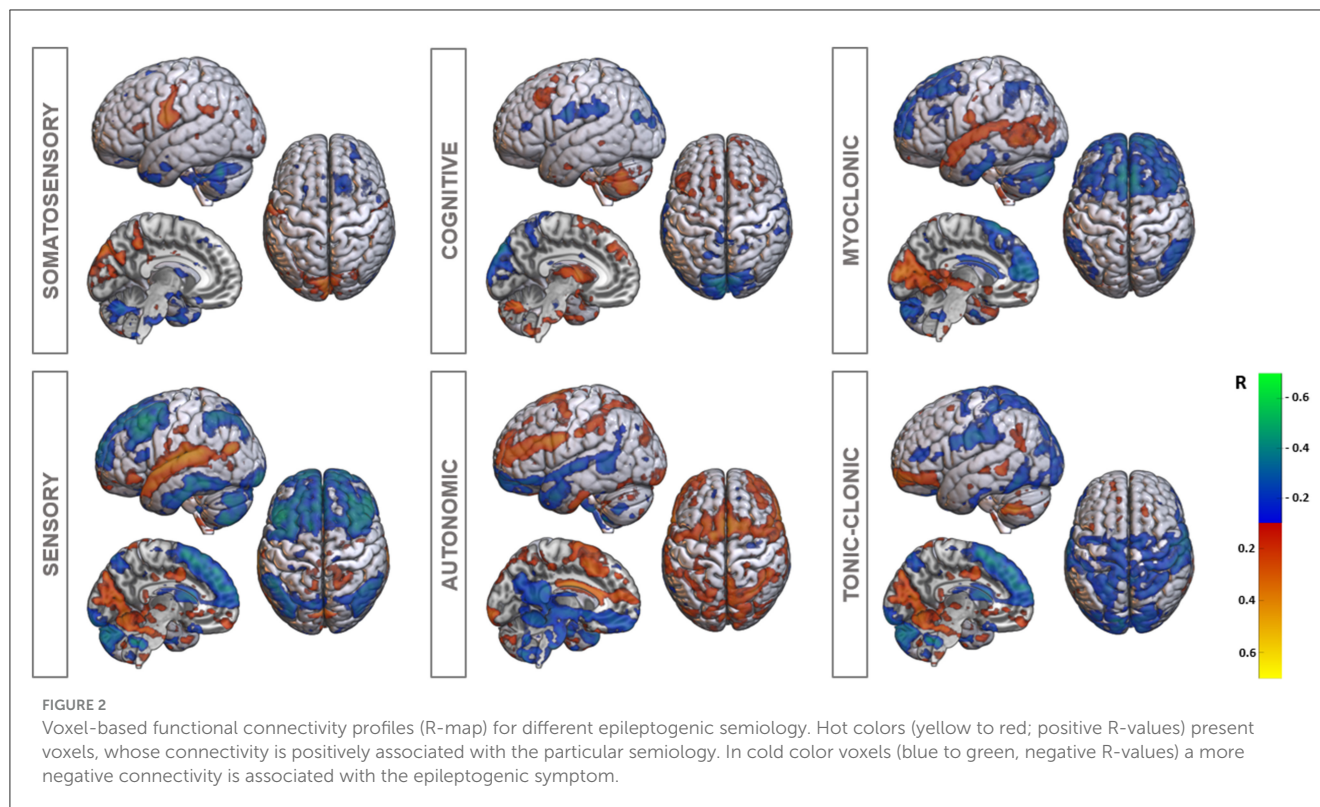 SOMATOSENSORY
COGNITIVE
MYOCLONIC
SENSORY
AUTONOMIC
TONIC-CLONIC
R
- 0.6
- 0.4
- 0.2
0.2
0.4
0.6
FIGURE 2
Voxel-based functional connectivity profiles (R-map) for different epileptogenic semiology. Hot colors (yellow to red; positive R-values) present
voxels, whose connectivity is positively associated with the particular semiology. In cold color voxels (blue to green, negative R-values) a more
negative connectivity is associated with the epileptogenic symptom.